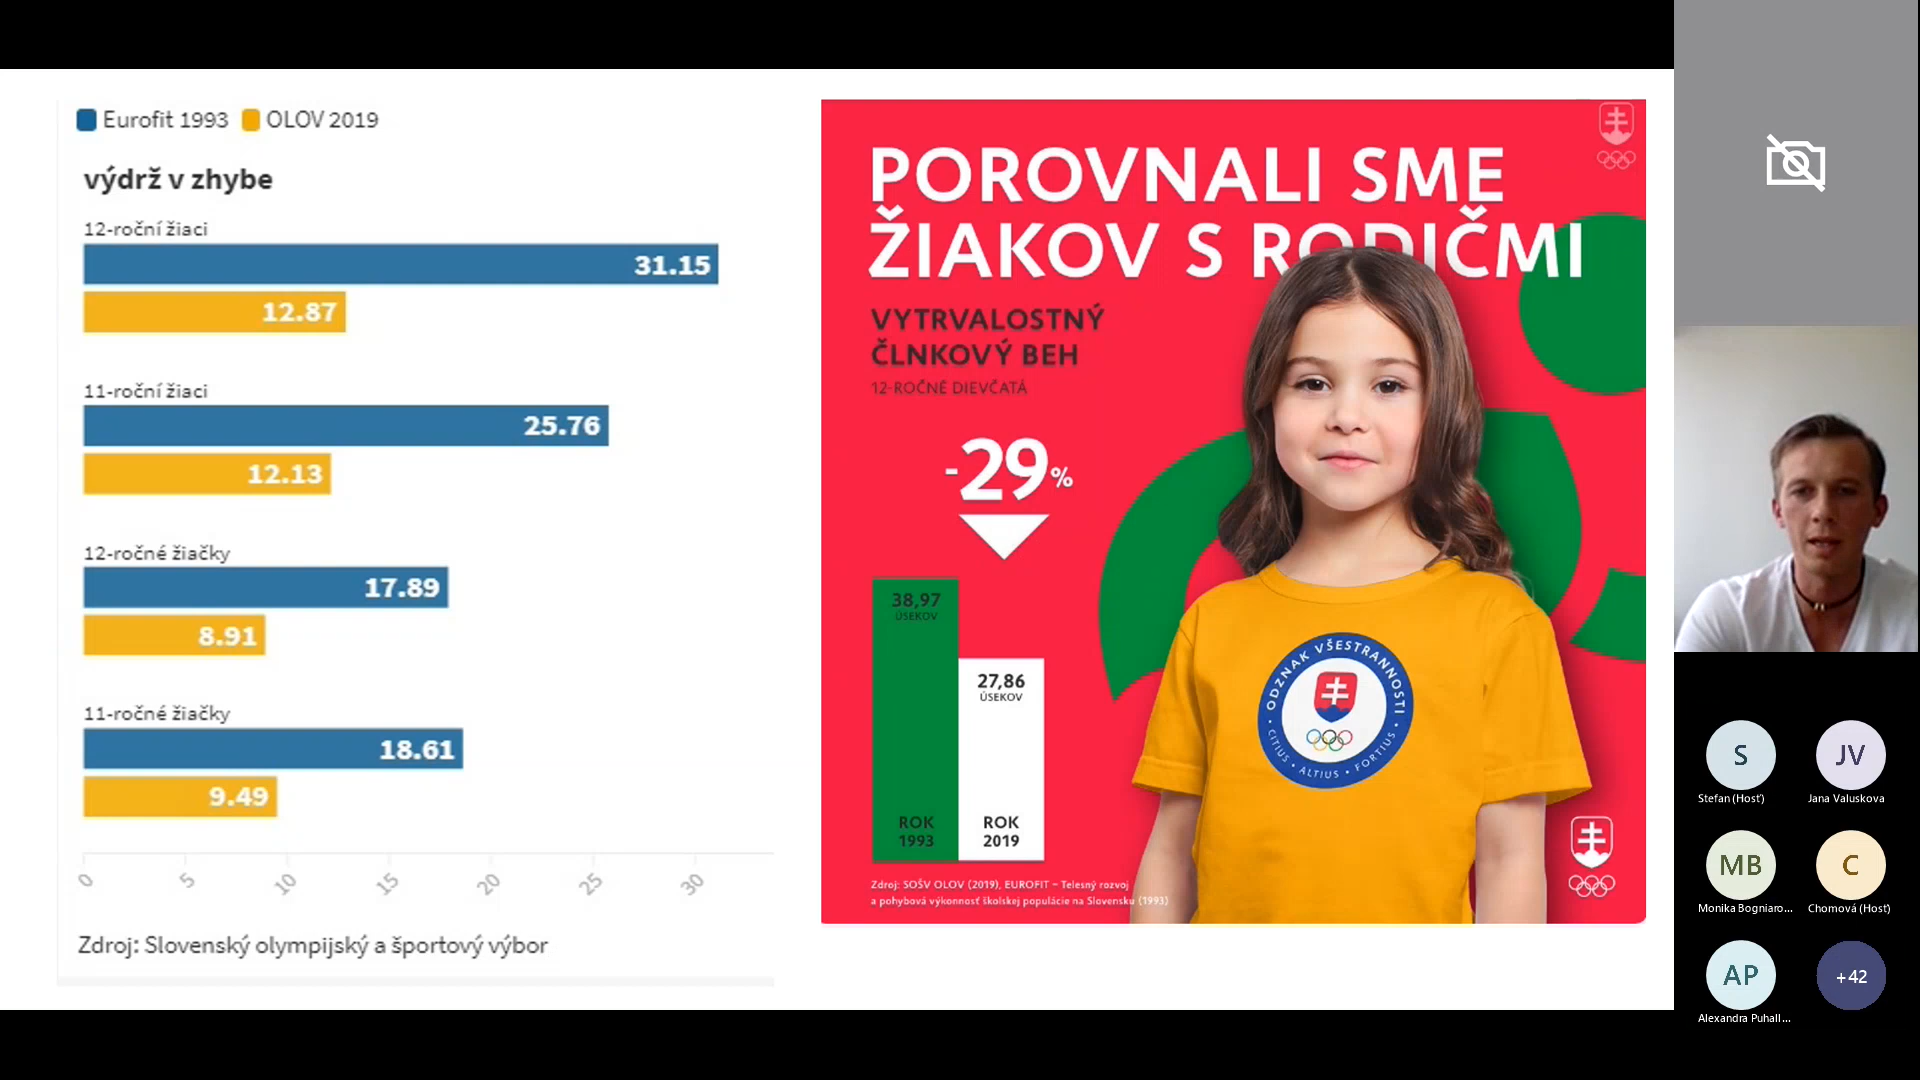 Eurofit 1993 OLOV 2019
výdrž v zhybe
12-roční žiaci
31.15
12.87
11-roční žiaci
25.76
12.13
12-ročné žiačky
17.89
8.91
11-ročné žiačky
18.61
9.49
0 5 10 15 20 25 30
Zdroj: Slovenský olympijský a športový výbor
POROVNALI SME
ŽIAKOV S RODIČMI
VYTRVALOSTNÝ
ČLNKOVÝ BEH
12-ROČNÉ DIEVČATÁ
-29%
38,97
ÚSEKOV
27,86
ÚSEKOV
ROK
1993
ROK
2019
Zdroj: SOŠV OLOV (2019), EUROFIT – Telesný rozvoj
a pohybová výkonnosť školskej populácie na Slovensku (1993)
ODZNAK VŠESTRANNOSTI
CITIUS • ALTIUS • FORTIUS
S
Stefan (Hosť)
JV
Jana Valuskova
MB
Monika Bogniaro...
C
Chomová (Hosť)
AP
Alexandra Puhall...
+42